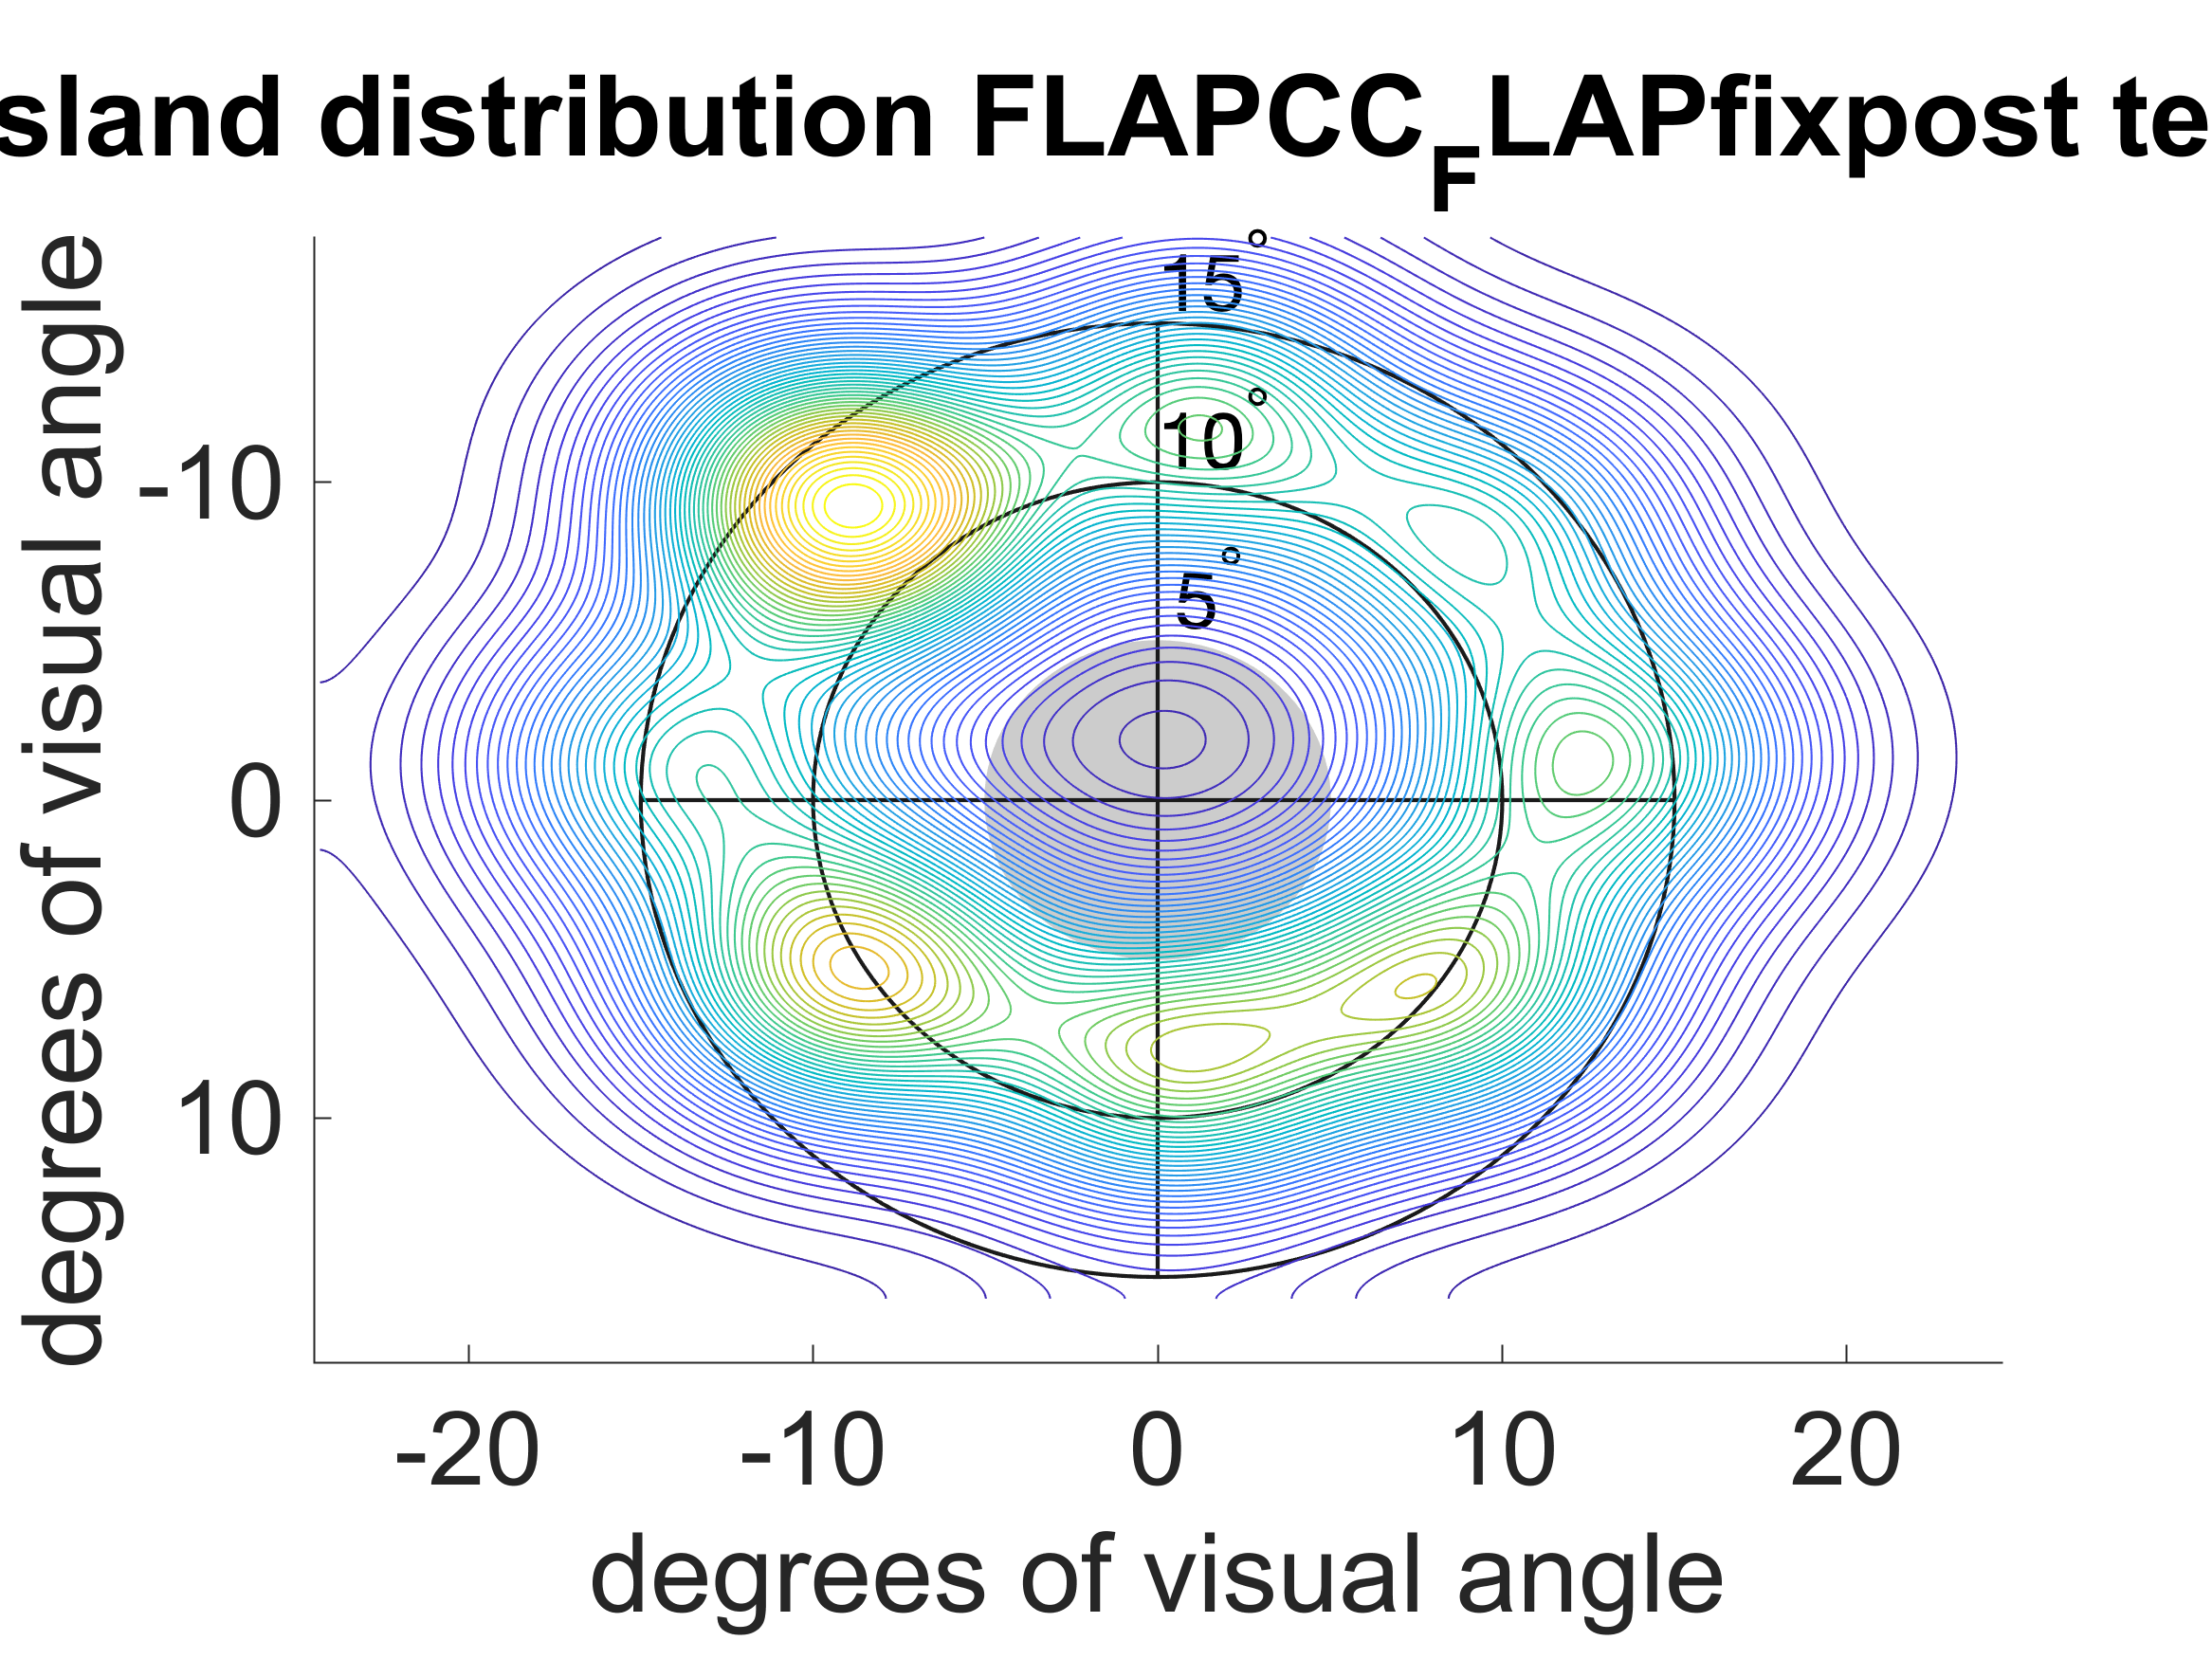 sland distribution FLAPCC_FLAPfixpost te
15°
10°
5°
degrees of visual angle
-10
0
10
-20 -10 0 10 20
degrees of visual angle